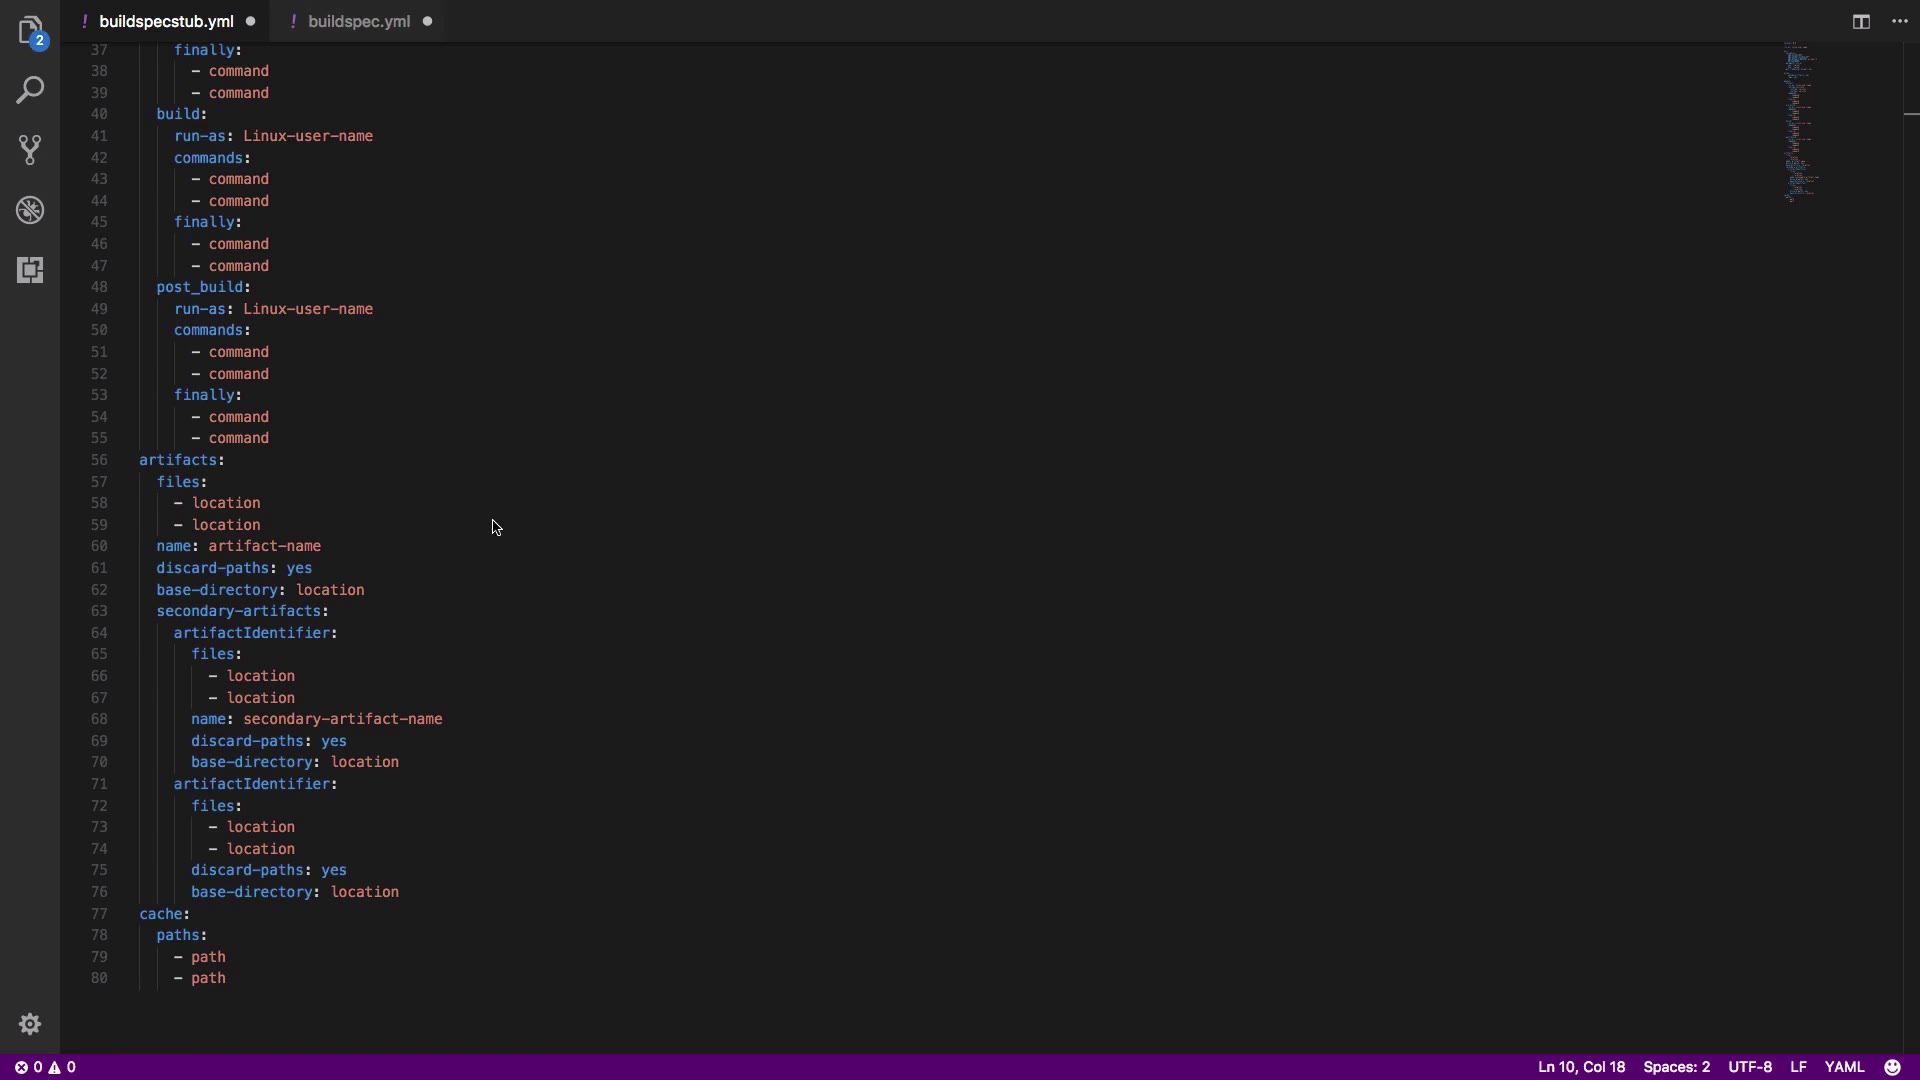 ! buildspecstub.yml
! buildspec.yml
2
37 finally:
38 - command
39 - command
40 build:
41 run-as: Linux-user-name
42 commands:
43 - command
44 - command
45 finally:
46 - command
47 - command
48 post_build:
49 run-as: Linux-user-name
50 commands:
51 - command
52 - command
53 finally:
54 - command
55 - command
56 artifacts:
57 files:
58 - location
59 - location
60 name: artifact-name
61 discard-paths: yes
62 base-directory: location
63 secondary-artifacts:
64 artifactIdentifier:
65 files:
66 - location
67 - location
68 name: secondary-artifact-name
69 discard-paths: yes
70 base-directory: location
71 artifactIdentifier:
72 files:
73 - location
74 - location
75 discard-paths: yes
76 base-directory: location
77 cache:
78 paths:
79 - path
80 - path
0 0 Ln 10, Col 18 Spaces: 2 UTF-8 LF YAML